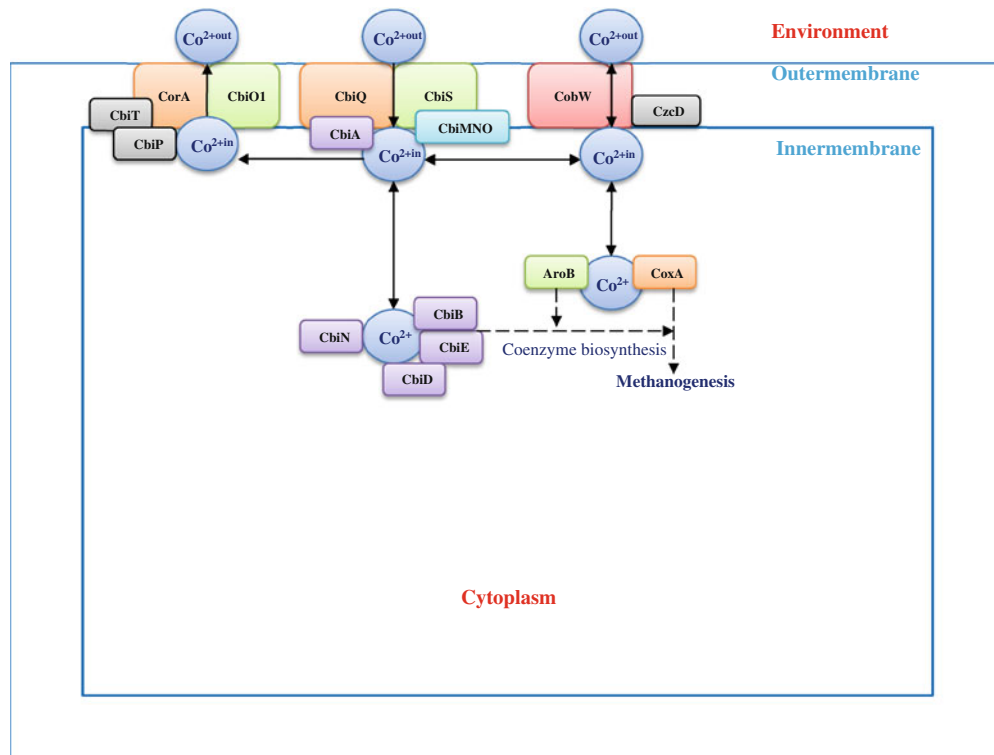 Co2+out
Co2+out
Co2+out
Environment
Outermembrane
CorA
CbiO1
CbiQ
CbiS
CobW
CbiT
CzcD
CbiP
CbiA
CbiMNO
Co2+in
Co2+in
Co2+in
Innermembrane
AroB
Co2+
CoxA
CbiN
Co2+
CbiB
CbiE
CbiD
Coenzyme biosynthesis
Methanogenesis
Cytoplasm